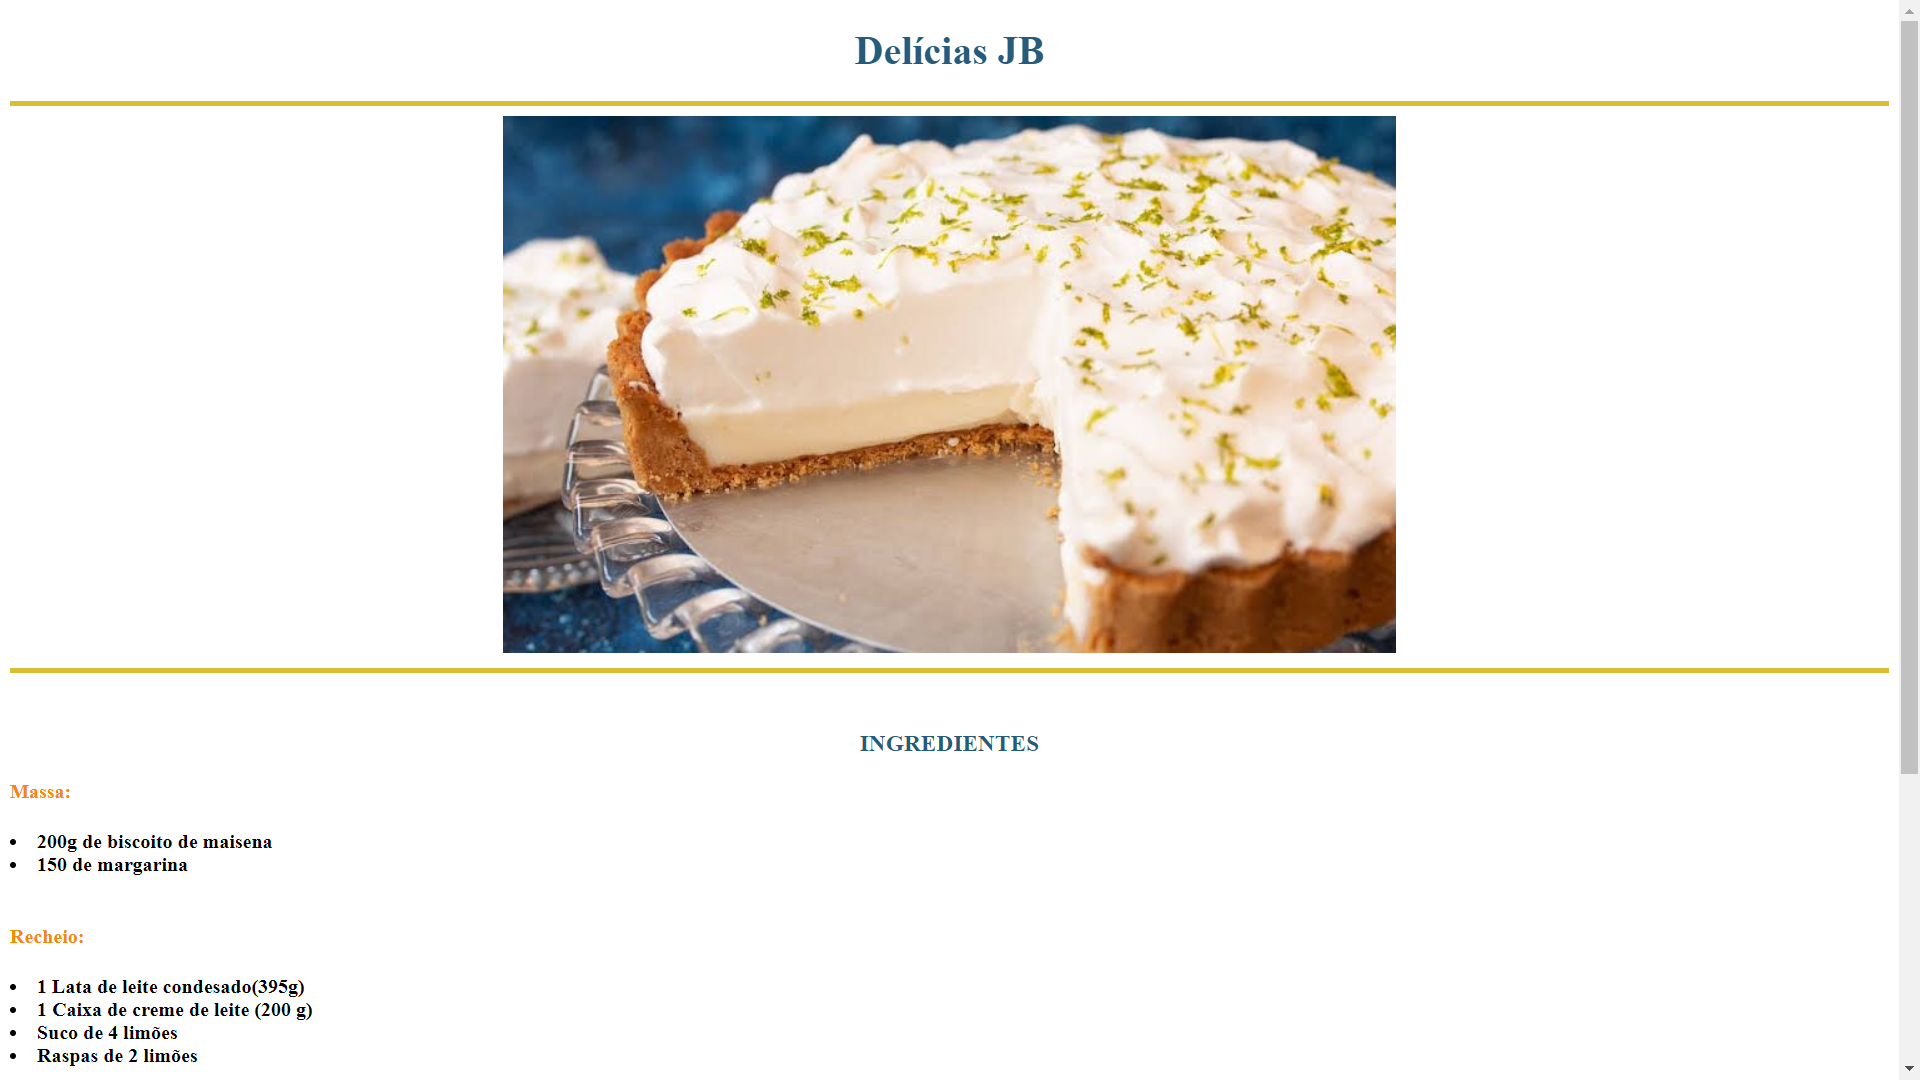 Delícias JB
INGREDIENTES
Massa:
200g de biscoito de maisena
150 de margarina
Recheio:
1 Lata de leite condesado(395g)
1 Caixa de creme de leite (200 g)
Suco de 4 limões
Raspas de 2 limões